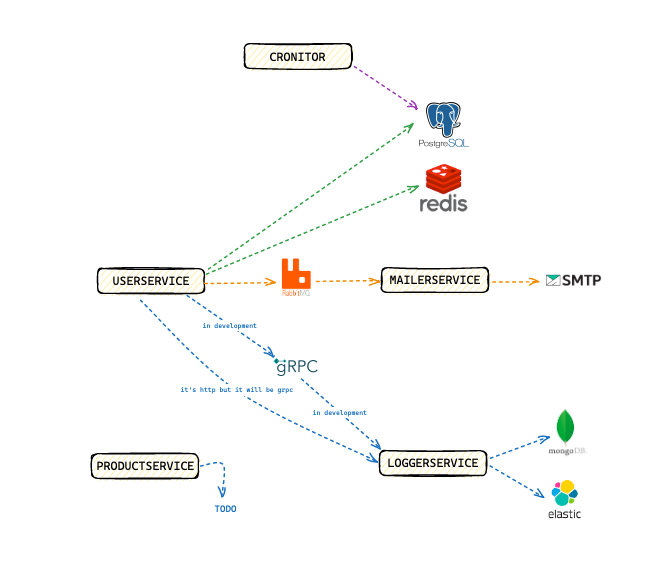 CRONITOR
PostgreSQL
redis
USERSERVICE
RabbitMQ
MAILERSERVICE
SMTP
in development
gRPC
it's http but it will be grpc
in development
mongoDB
PRODUCTSERVICE
LOGGERSERVICE
elastic
TODO